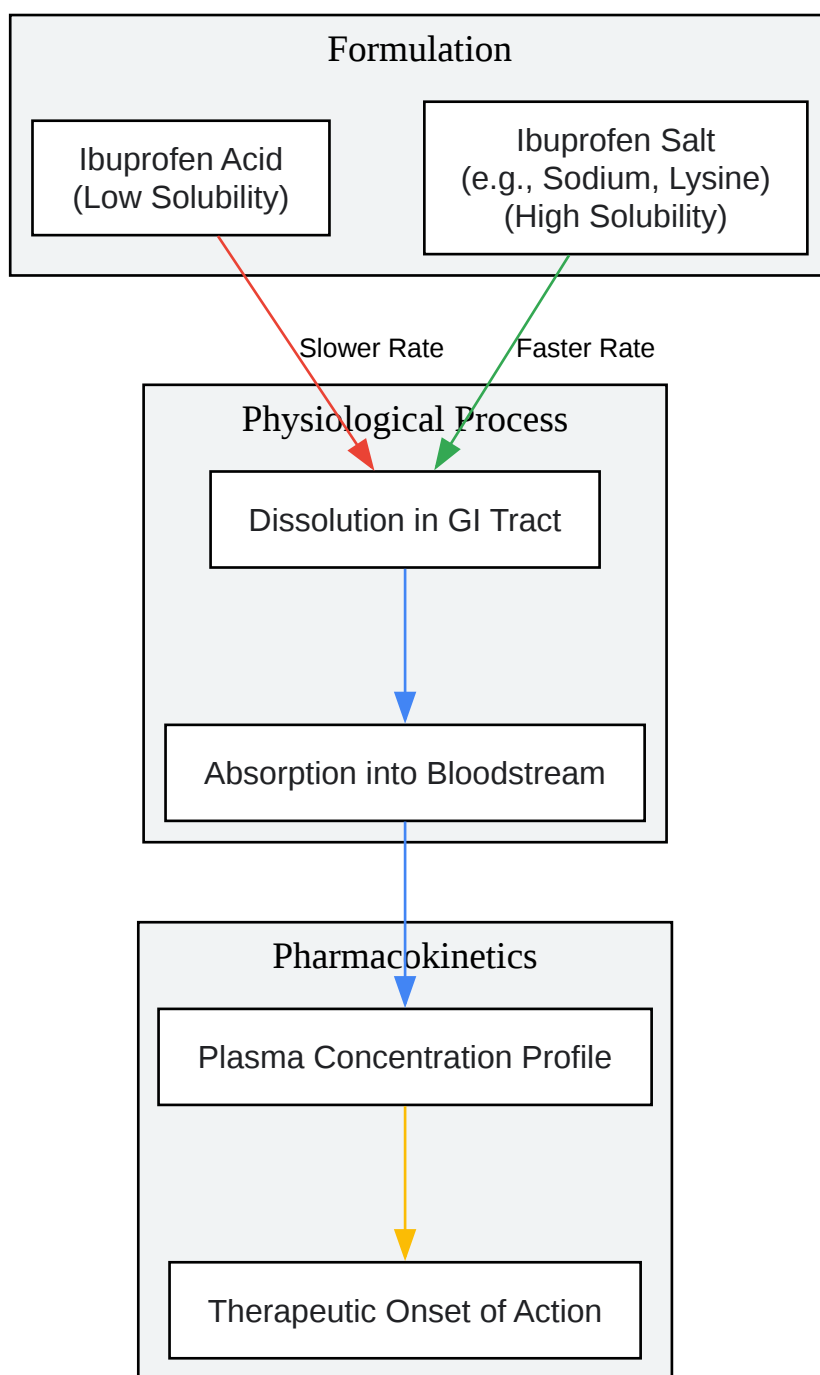 Formulation
Ibuprofen Acid
(Low Solubility)
Ibuprofen Salt
(e.g., Sodium, Lysine)
(High Solubility)
Slower Rate
Faster Rate
Physiological Process
Dissolution in GI Tract
Absorption into Bloodstream
Pharmacokinetics
Plasma Concentration Profile
Therapeutic Onset of Action